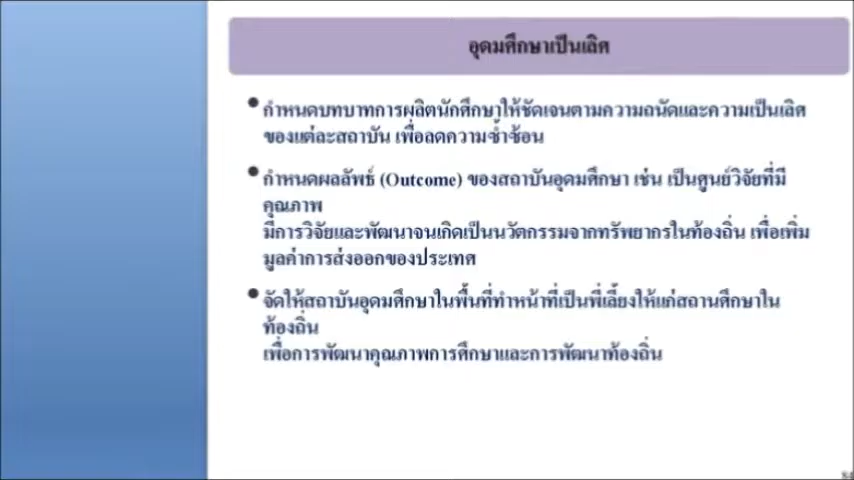 อุดมศึกษาเป็นเลิศ
•กำหนดบทบาทการผลิตนักศึกษาให้ชัดเจนตามความถนัดและความเป็นเลิศ
ของแต่ละสถาบัน เพื่อลดความซ้ำซ้อน
•กำหนดผลลัพธ์ (Outcome) ของสถาบันอุดมศึกษา เช่น เป็นศูนย์วิจัยที่มี
คุณภาพ
มีการวิจัยและพัฒนาจนเกิดเป็นนวัตกรรมจากทรัพยากรในท้องถิ่น เพื่อเพิ่ม
มูลค่าการส่งออกของประเทศ
•จัดให้สถาบันอุดมศึกษาในพื้นที่ทำหน้าที่เป็นพี่เลี้ยงให้แก่สถานศึกษาใน
ท้องถิ่น
เพื่อการพัฒนาคุณภาพการศึกษาและการพัฒนาท้องถิ่น